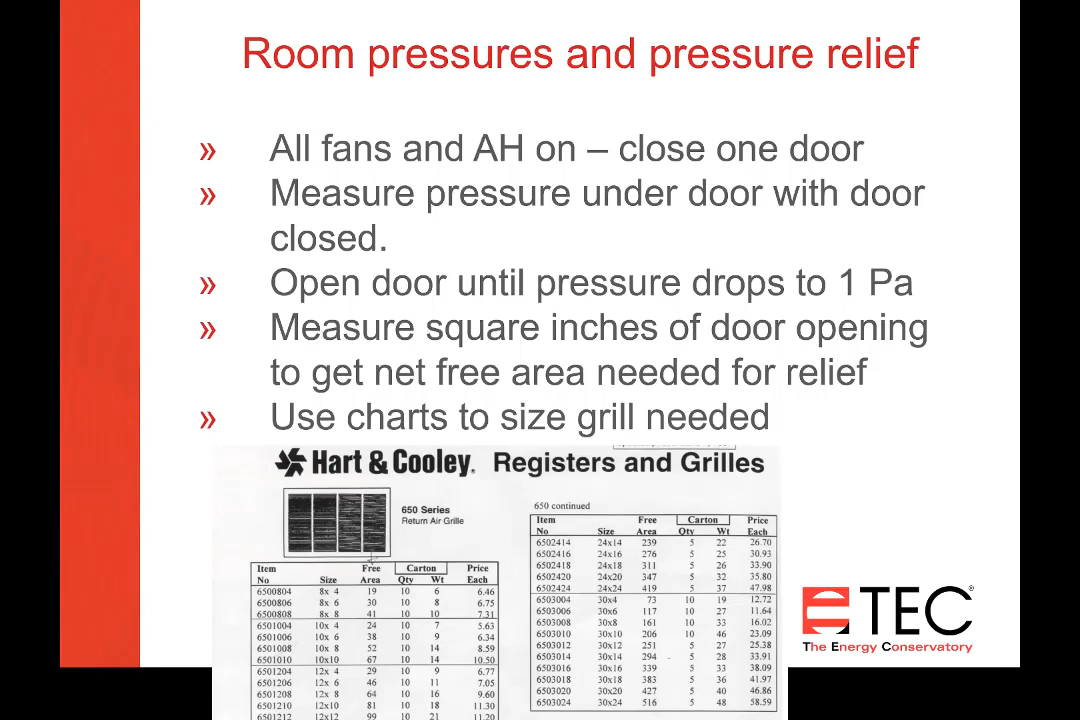 Room pressures and pressure relief
» All fans and AH on – close one door
» Measure pressure under door with door
closed.
» Open door until pressure drops to 1 Pa
» Measure square inches of door opening
to get net free area needed for relief
» Use charts to size grill needed
Hart & Cooley. Registers and Grilles
650 Series
Return Air Grille
Item Free Carton Price
No Size Area Qty Wt Each
6500804 8x 4 19 10 6 6.46
6500806 8x 6 30 10 8 6.75
6500808 8x 8 41 10 10 7.31
6501004 10x 4 24 10 7 5.63
6501006 10x 6 38 10 9 6.34
6501008 10x 8 52 10 14 8.59
6501010 10x10 67 10 14 10.50
6501204 12x 4 29 10 9 6.77
6501206 12x 6 46 10 11 7.05
6501208 12x 8 64 10 16 9.60
6501210 12x10 81 10 18 11.30
6501212 12x12 99 10 21 11.20
650 continued
Item Free Carton Price
No Size Area Qty Wt Each
6502414 24x14 239 5 22 26.70
6502416 24x16 276 5 25 30.93
6502418 24x18 311 5 26 33.90
6502420 24x20 347 5 32 35.80
6502424 24x24 419 5 37 47.98
6503004 30x4 73 10 19 12.72
6503006 30x6 117 10 27 11.64
6503008 30x8 161 10 33 16.02
6503010 30x10 206 10 46 23.09
6503012 30x12 251 5 27 25.38
6503014 30x14 294 5 28 33.91
6503016 30x16 339 5 33 38.09
6503018 30x18 383 5 36 41.97
6503020 30x20 427 5 40 46.86
6503024 30x24 516 5 48 58.59
TEC®
The Energy Conservatory